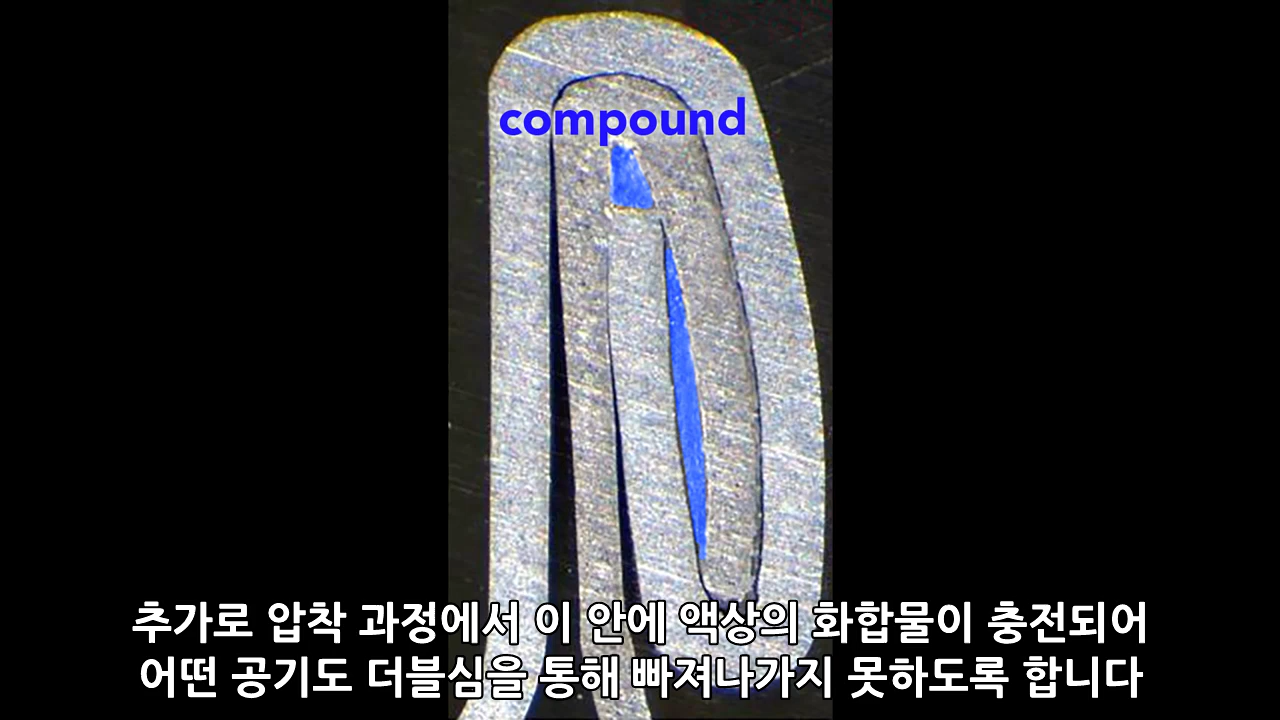 compound
추가로 압착 과정에서 이 안에 액상의 화합물이 충전되어
어떤 공기도 더블심을 통해 빠져나가지 못하도록 합니다